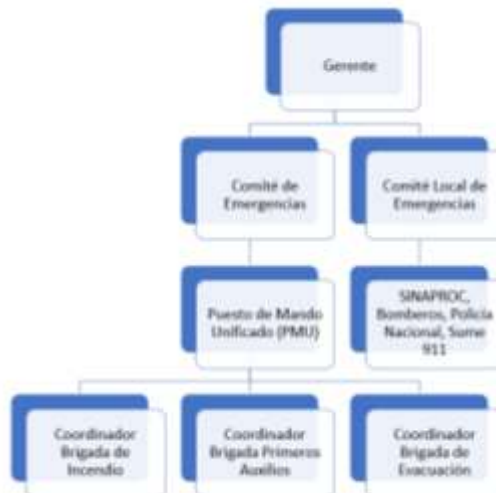 Gerente
Comité de
Emergencias
Comité Local de
Emergencias
Puesto de Mando
Unificado (PMU)
SINAPROC,
Bomberos, Policía
Nacional, Sume
911
Coordinador
Brigada de
Incendio
Coordinador
Brigada Primeros
Auxilios
Coordinador
Brigada de
Evacuación